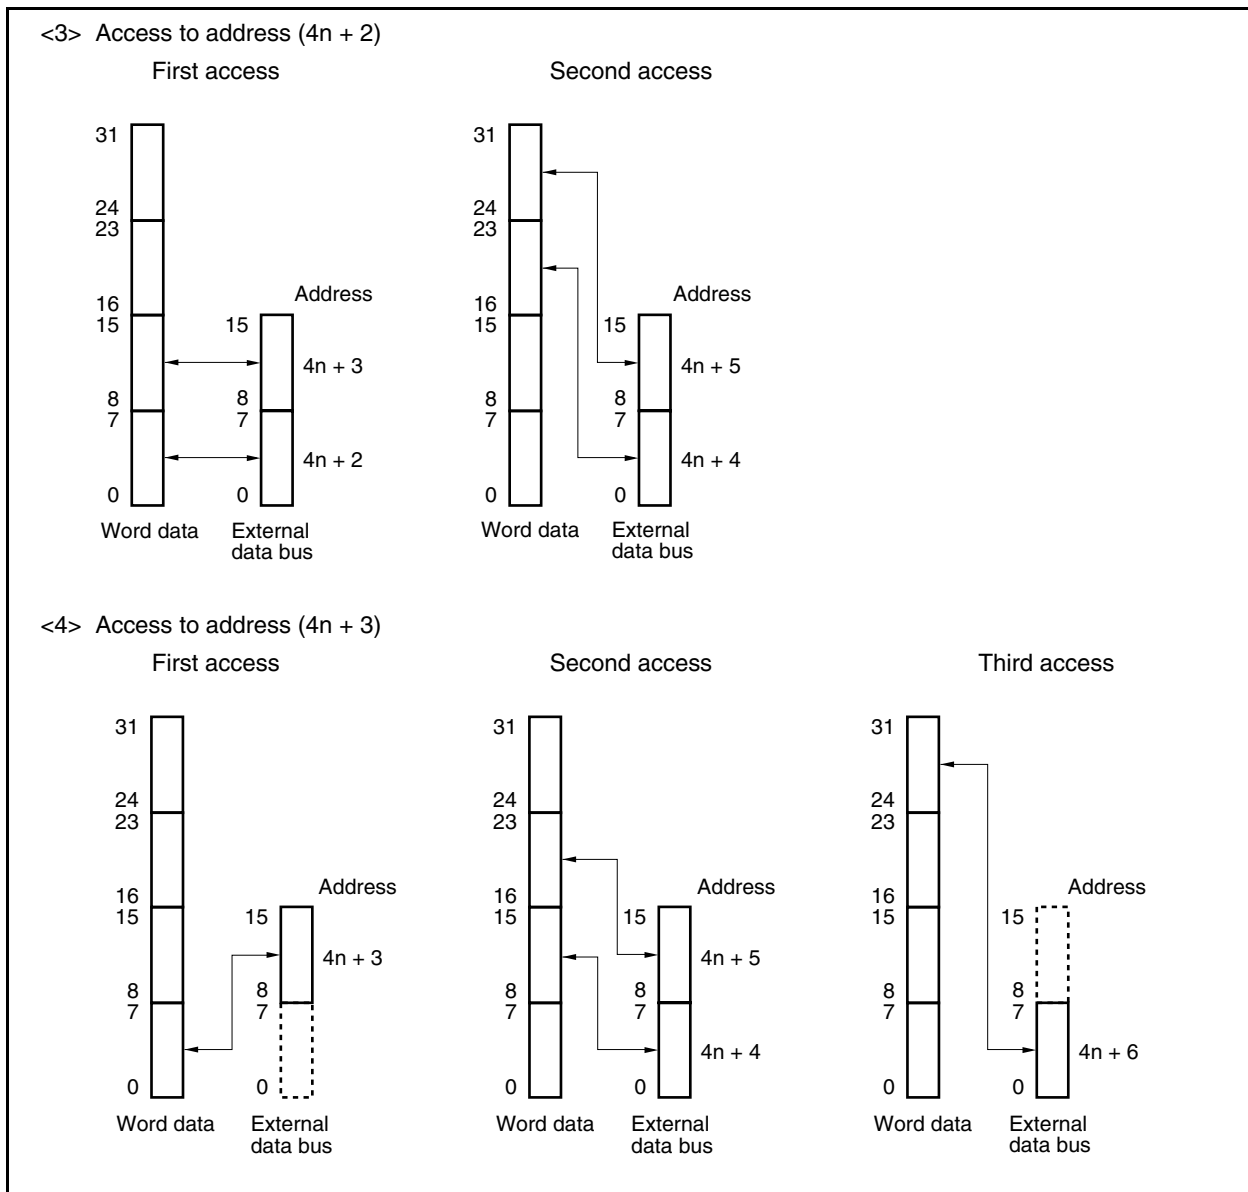 <3> Access to address (4n + 2)
First access
Second access
31
24
23
16
15
8
7
0
Address
15
4n + 3
8
7
4n + 2
0
Word data
External
data bus
31
24
23
16
15
8
7
0
Address
15
4n + 5
8
7
4n + 4
0
Word data
External
data bus
<4> Access to address (4n + 3)
First access
Second access
Third access
31
24
23
16
15
8
7
0
Address
15
4n + 3
8
7
0
Word data
External
data bus
31
24
23
16
15
8
7
0
Address
15
4n + 5
8
7
4n + 4
0
Word data
External
data bus
31
24
23
16
15
8
7
0
Address
15
8
7
4n + 6
0
Word data
External
data bus